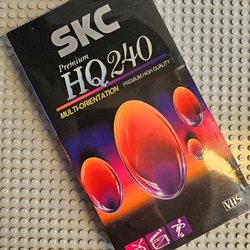 SKC
Premium
HQ240
MULTI-ORIENTATION PREMIUM HIGH QUALITY
VHS